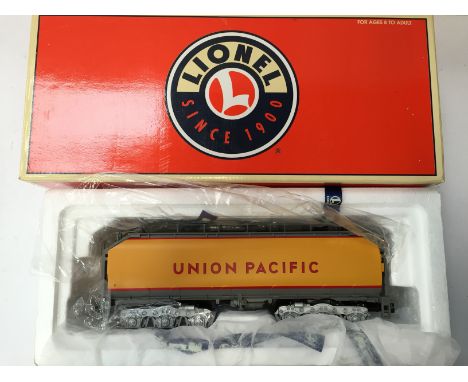 FOR AGES 8 TO ADULT
LIONEL
L
SINCE 1900
®
UNION PACIFIC